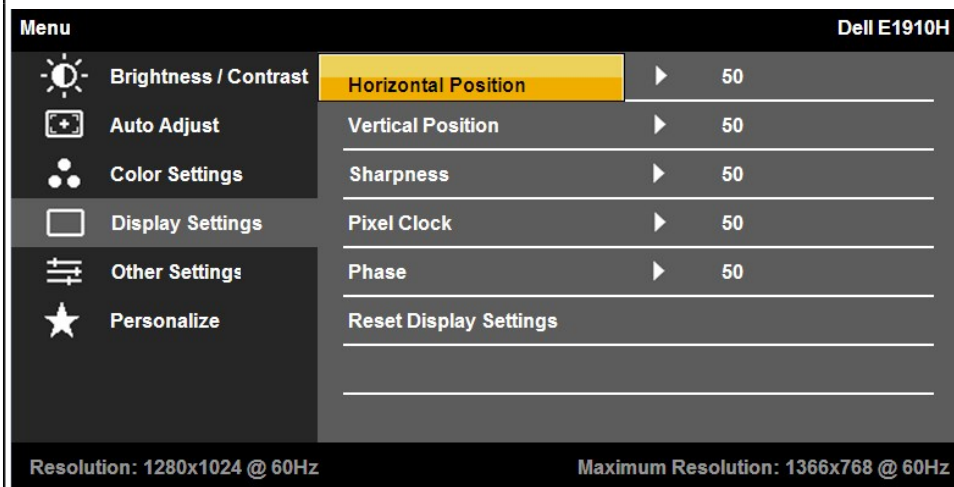 Menu Dell E1910H
Brightness / Contrast Horizontal Position 50
Auto Adjust Vertical Position 50
Color Settings Sharpness 50
Display Settings Pixel Clock 50
Other Settings Phase 50
Personalize Reset Display Settings
Resolution: 1280x1024 @ 60Hz Maximum Resolution: 1366x768 @ 60Hz